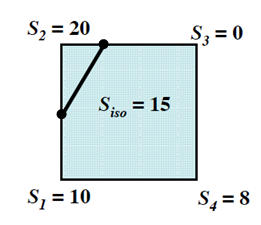 S2 = 20
S3 = 0
Siso = 15
S1 = 10
S4 = 8